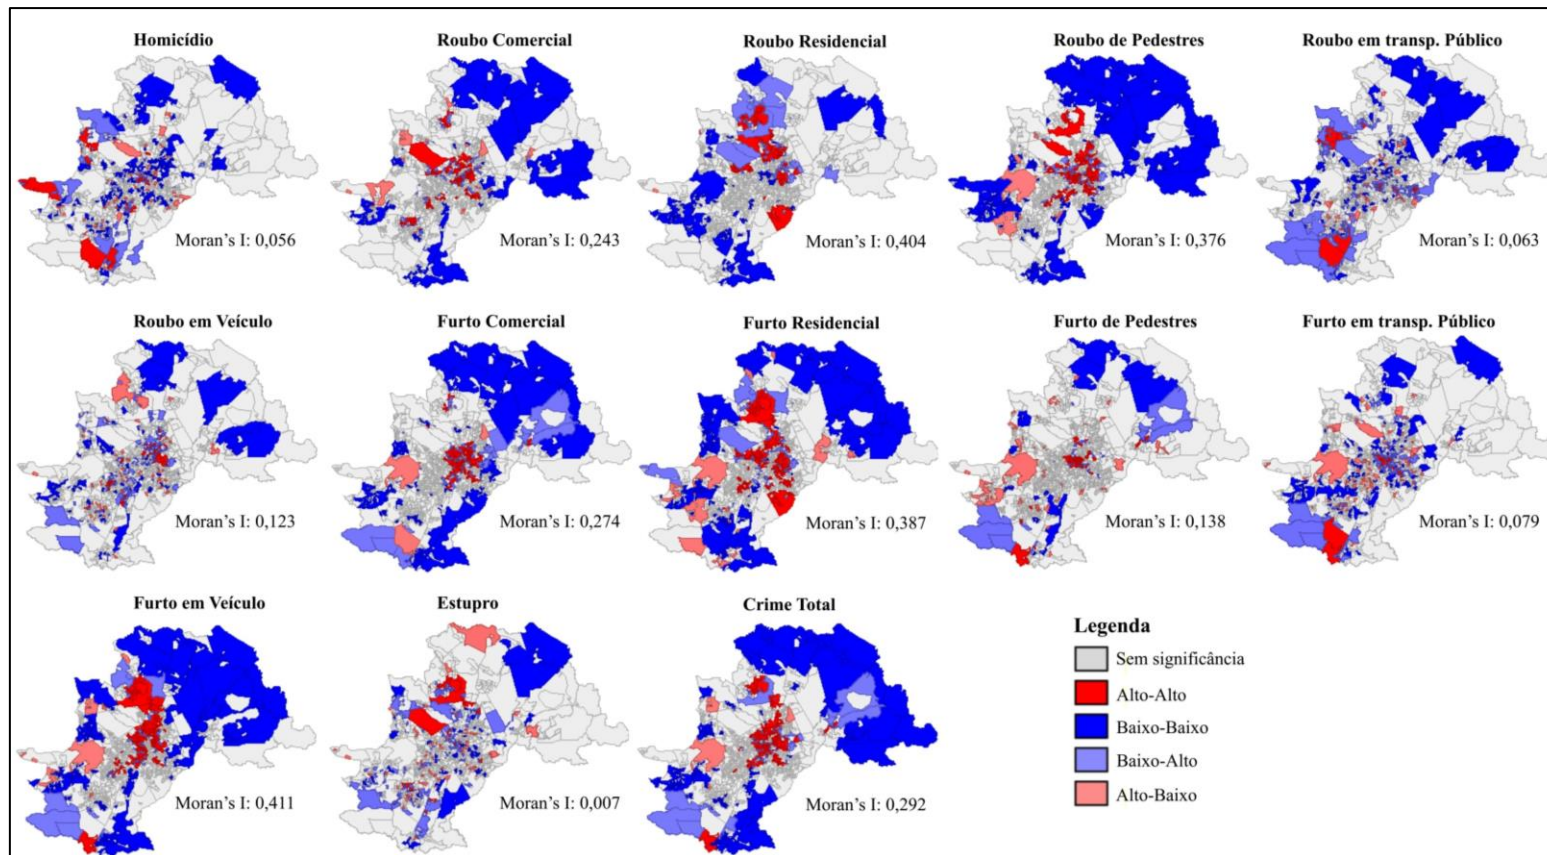 Homicídio
Roubo Comercial
Roubo Residencial
Roubo de Pedestres
Roubo em transp. Público
Moran's I: 0,056
Moran's I: 0,243
Moran's I: 0,404
Moran's I: 0,376
Moran's I: 0,063
Roubo em Veículo
Furto Comercial
Furto Residencial
Furto de Pedestres
Furto em transp. Público
Moran's I: 0,123
Moran's I: 0,274
Moran's I: 0,387
Moran's I: 0,138
Moran's I: 0,079
Furto em Veículo
Estupro
Crime Total
Moran's I: 0,411
Moran's I: 0,007
Moran's I: 0,292
Legenda
Sem significância
Alto-Alto
Baixo-Baixo
Baixo-Alto
Alto-Baixo